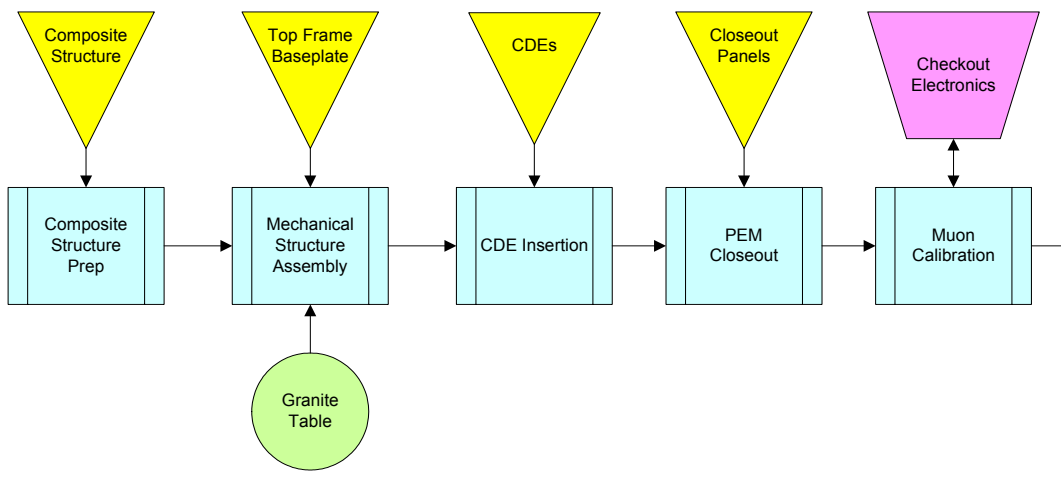 Composite
Structure
Top Frame
Baseplate
CDEs
Closeout
Panels
Checkout
Electronics
Composite
Structure
Prep
Mechanical
Structure
Assembly
CDE Insertion
PEM
Closeout
Muon
Calibration
Granite
Table